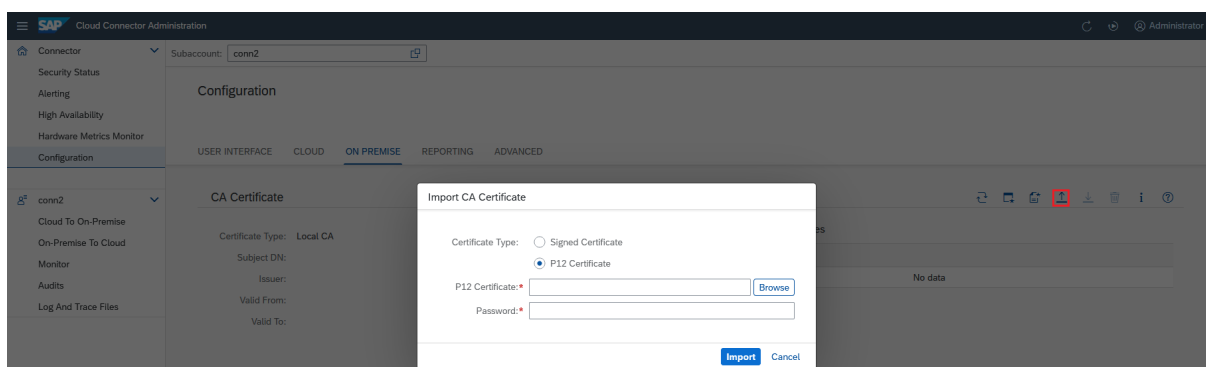 SAP Cloud Connector Administration
Administrator
Connector
Security Status
Alerting
High Availability
Hardware Metrics Monitor
Configuration
conn2
Cloud To On-Premise
On-Premise To Cloud
Monitor
Audits
Log And Trace Files
Subaccount: conn2
Configuration
USER INTERFACE CLOUD ON PREMISE REPORTING ADVANCED
CA Certificate
Certificate Type: Local CA
Subject DN:
Issuer:
Valid From:
Valid To:
No data
Import CA Certificate
Certificate Type: Signed Certificate
P12 Certificate
P12 Certificate:* Browse
Password:*
Import Cancel